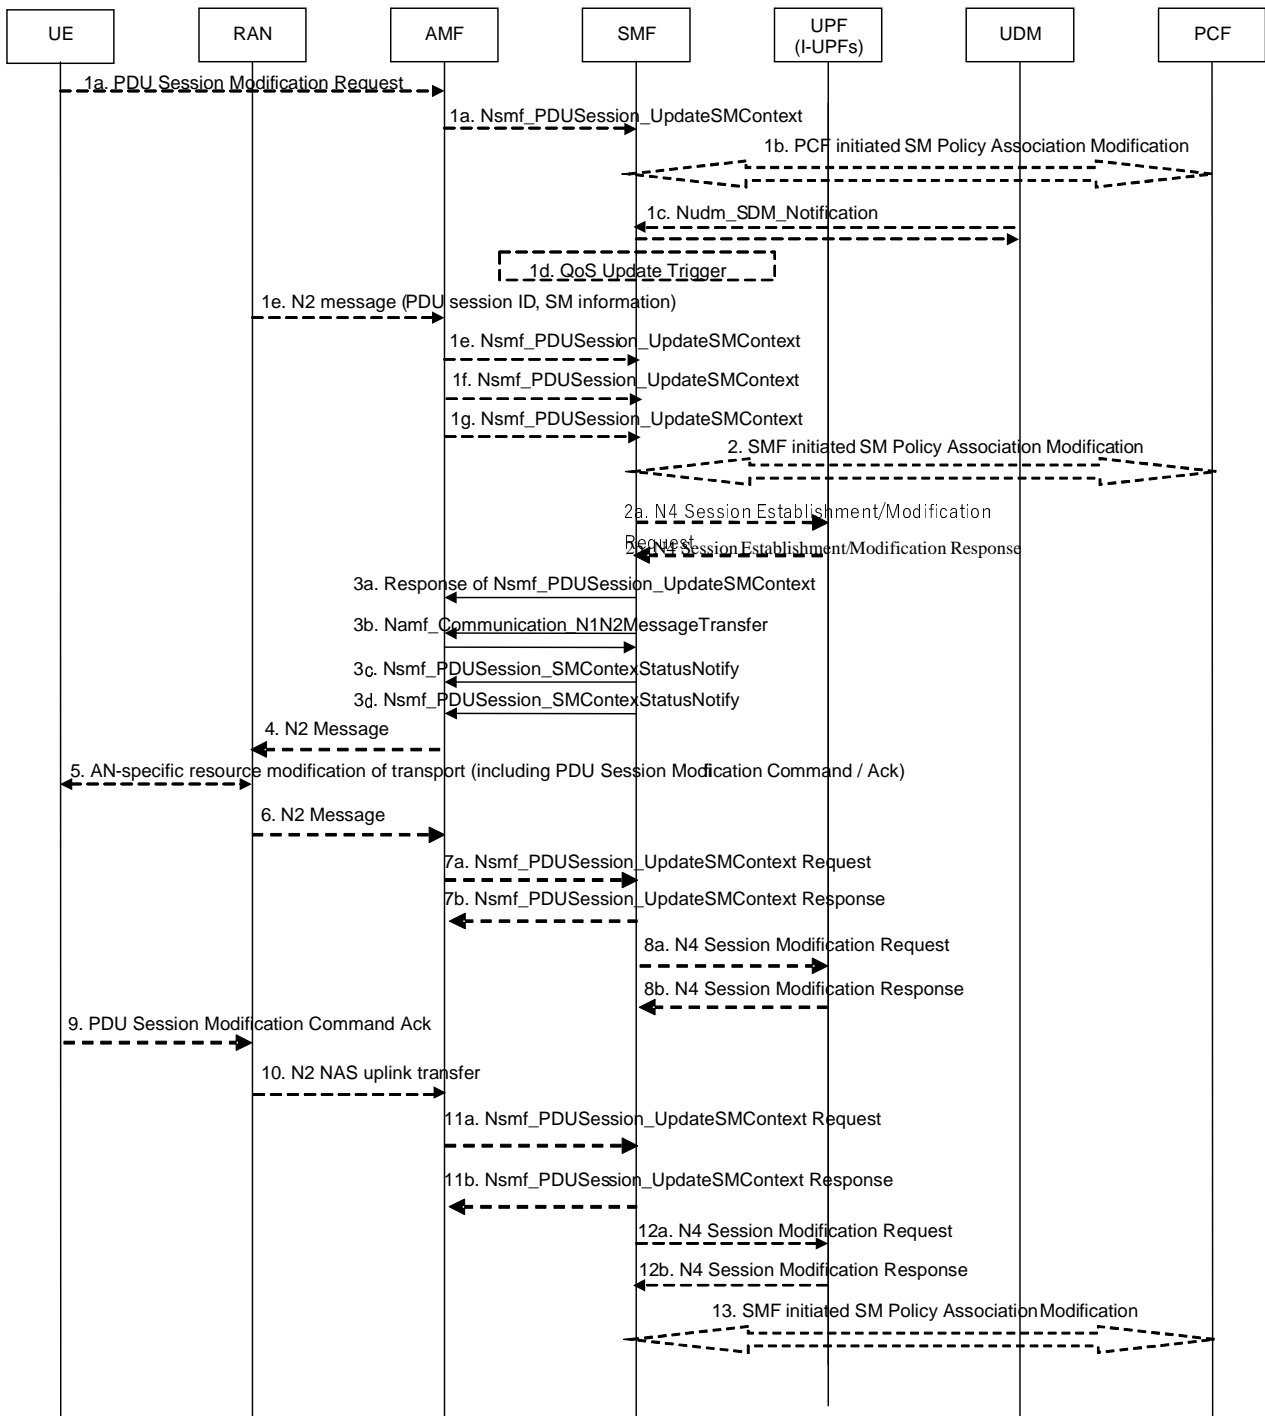 UE
RAN
AMF
SMF
UPF
(I-UPFs)
UDM
PCF
1a. PDU Session Modification Request
1a. Nsmf_PDUSession_UpdateSMContext
1b. PCF initiated SM Policy Association Modification
1c. Nudm_SDM_Notification
1d. QoS Update Trigger
1e. N2 message (PDU session ID, SM information)
1e. Nsmf_PDUSession_UpdateSMContext
1f. Nsmf_PDUSession_UpdateSMContext
1g. Nsmf_PDUSession_UpdateSMContext
2. SMF initiated SM Policy Association Modification
2a. N4 Session Establishment/Modification
Request
N4 Session Establishment/Modification Response
3a. Response of Nsmf_PDUSession_UpdateSMContext
3b. Namf_Communication_N1N2MessageTransfer
3c. Nsmf_PDUSession_SMContexStatusNotify
3d. Nsmf_PDUSession_SMContexStatusNotify
4. N2 Message
5. AN-specific resource modification of transport (including PDU Session Modification Command / Ack)
6. N2 Message
7a. Nsmf_PDUSession_UpdateSMContext Request
7b. Nsmf_PDUSession_UpdateSMContext Response
8a. N4 Session Modification Request
8b. N4 Session Modification Response
9. PDU Session Modification Command Ack
10. N2 NAS uplink transfer
11a. Nsmf_PDUSession_UpdateSMContext Request
11b. Nsmf_PDUSession_UpdateSMContext Response
12a. N4 Session Modification Request
12b. N4 Session Modification Response
13. SMF initiated SM Policy Association Modification